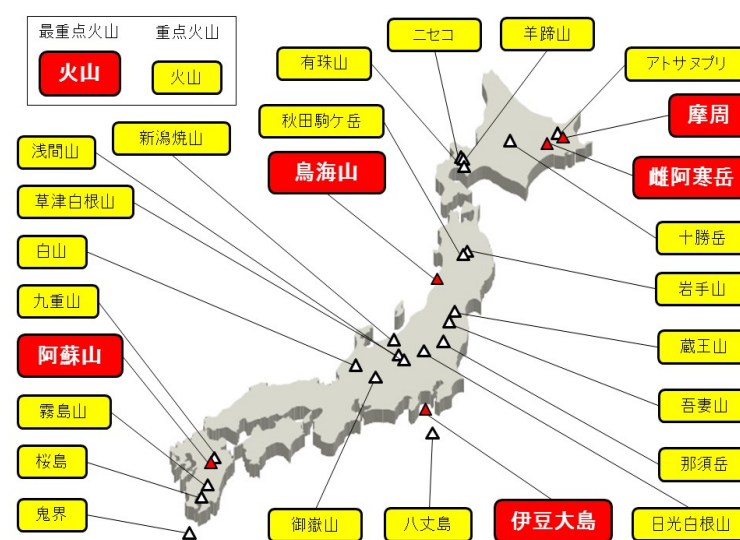 最重点火山
重点火山
火山
火山
ニセコ
羊蹄山
有珠山
アトサヌプリ
摩周
秋田駒ケ岳
新潟焼山
浅間山
鳥海山
雌阿寒岳
草津白根山
十勝岳
白山
岩手山
九重山
蔵王山
阿蘇山
吾妻山
霧島山
那須岳
桜島
鬼界
御嶽山
八丈島
伊豆大島
日光白根山